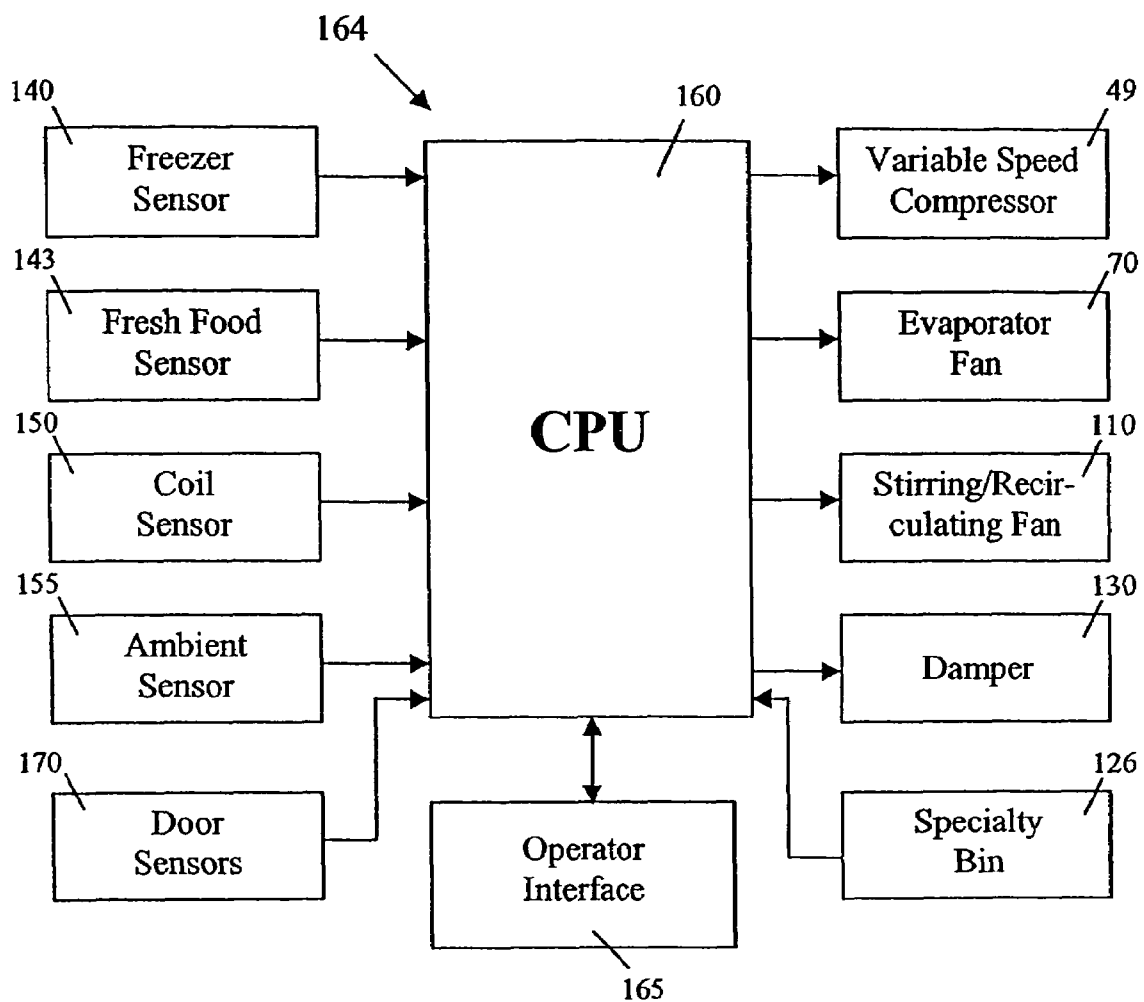 164
140
Freezer
Sensor
143
Fresh Food
Sensor
150
Coil
Sensor
155
Ambient
Sensor
170
Door
Sensors
160
CPU
Operator
Interface
165
49
Variable Speed
Compressor
70
Evaporator
Fan
110
Stirring/Recir-
culating Fan
130
Damper
126
Specialty
Bin